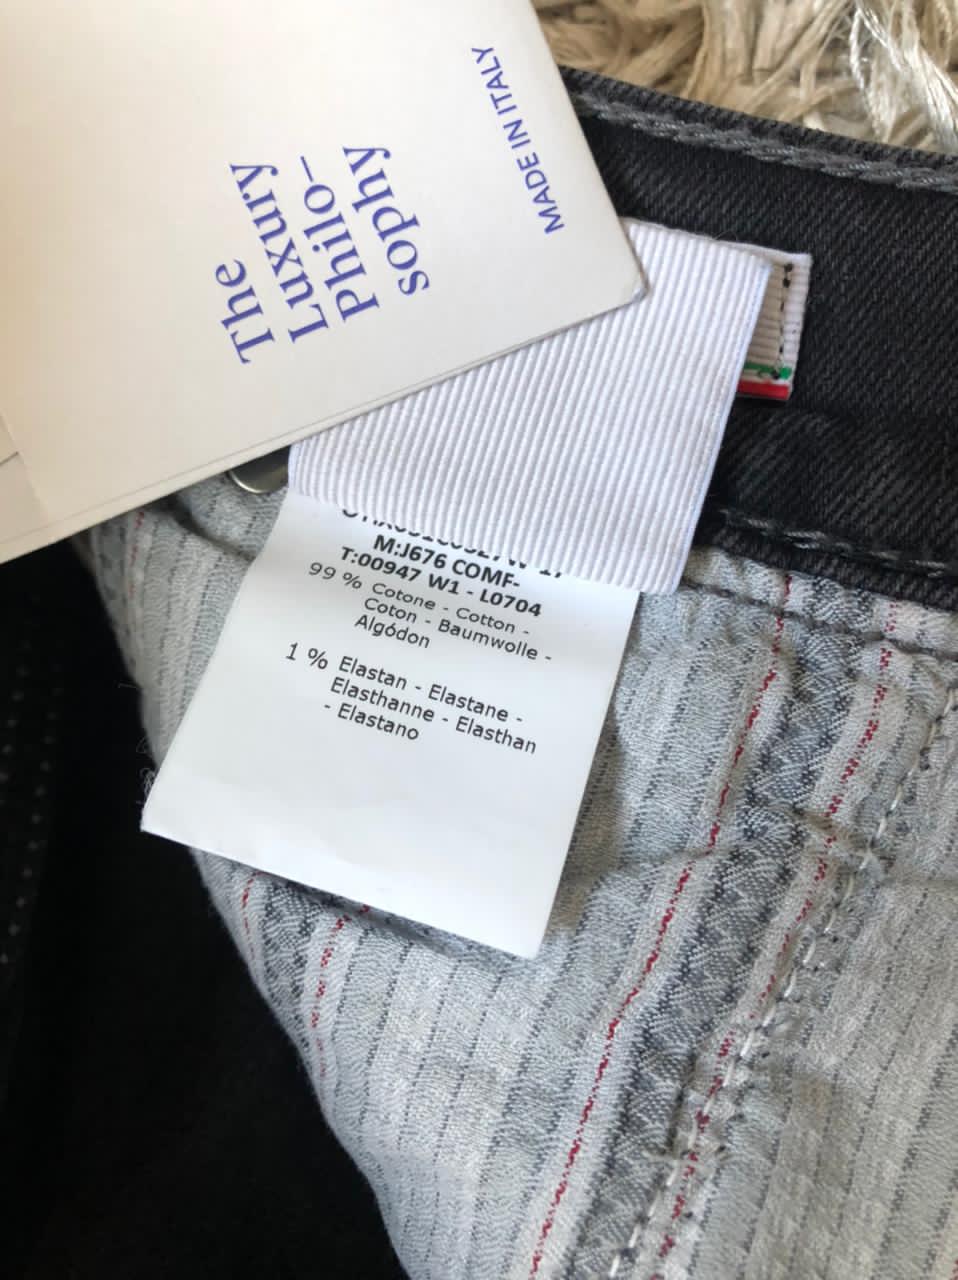 The
Luxury
Philo-
sophy
MADE IN ITALY
M:J676 COMF-
T:00947 W1 - L0704
99 % Cotone - Cotton -
Coton - Baumwolle -
Algódon
1 % Elastan - Elastane -
Elasthanne - Elasthan
- Elastano